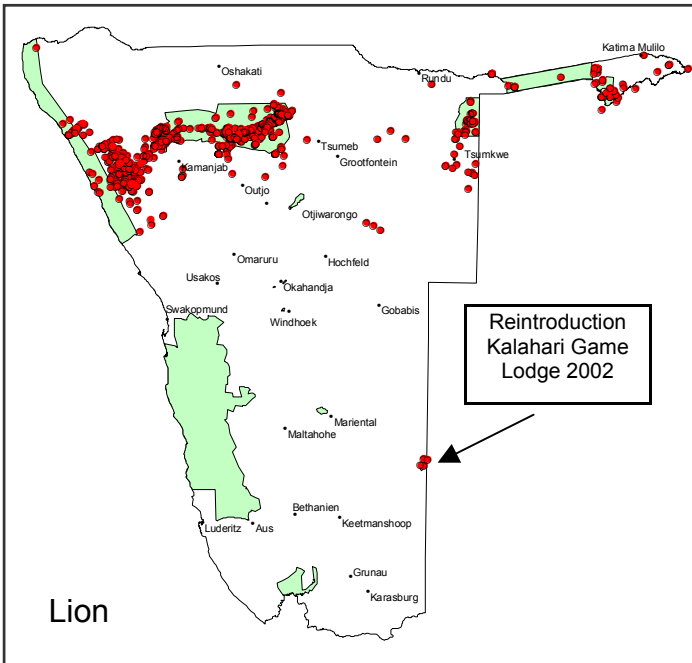 Katima Mulilo
Oshakati
Rundu
Tsumeb
Grootfontein
Tsumkwe
Kamanjab
Outjo
Otjiwarongo
Omaruru
Hochfeld
Usakos
Okahandja
Swakopmund
Gobabis
Windhoek
Reintroduction
Kalahari Game
Lodge 2002
Mariental
Maltahohe
Bethanien
Keetmanshoop
Luderitz
Aus
Grunau
Karasburg
Lion